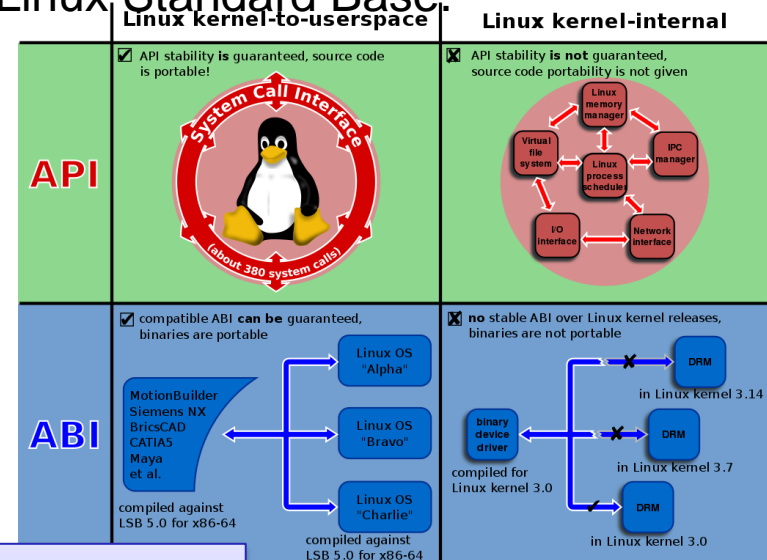 Linux Standard Base.
Linux kernel-to-userspace
Linux kernel-internal
API
API stability is guaranteed, source code
is portable!
System Call Interface
(about 380 system calls)
API stability is not guaranteed,
source code portability is not given
Linux
memory
manager
Virtual
file
system
IPC
manager
Linux
process
scheduler
I/O
interface
Network
interface
ABI
compatible ABI can be guaranteed,
binaries are portable
MotionBuilder
Siemens NX
BricsCAD
CATIA5
Maya
et al.
compiled against
LSB 5.0 for x86-64
Linux OS
"Alpha"
Linux OS
"Bravo"
Linux OS
"Charlie"
compiled against
LSB 5.0 for x86-64
no stable ABI over Linux kernel releases,
binaries are not portable
binary
device
driver
compiled for
Linux kernel 3.0
DRM
in Linux kernel 3.14
DRM
in Linux kernel 3.7
DRM
in Linux kernel 3.0